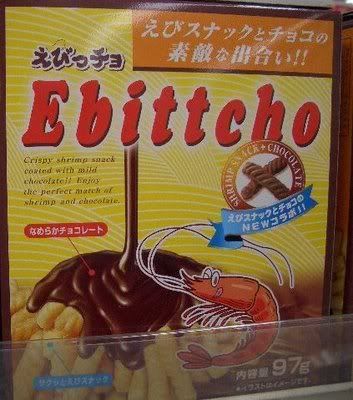 えびスナックとチョコの
素敵な出合い!!
えびっチョ
Ebittcho
Crispy shrimp snack
coated with mild
chocolate!! Enjoy
the perfect match of
shrimp and chocolate.
SHRIMP SNACK + CHOCOLATE
えびスナックとチョコの
NEWコラボ!!
なめらかチョコレート
サクッとえびスナック
内容量 97g
*イラストはイメージです。